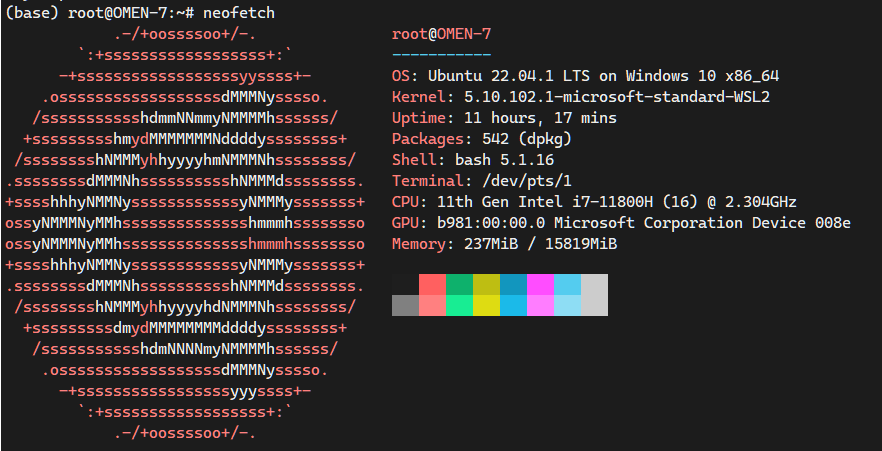 (base) root@OMEN-7:~# neofetch
            .-/+oossssoo+/-.               root@OMEN-7
        `:+ssssssssssssssssss+:`           -----------
      -+ssssssssssssssssssyyssss+-         OS: Ubuntu 22.04.1 LTS on Windows 10 x86_64
    .ossssssssssssssssssdMMMNysssso.       Kernel: 5.10.102.1-microsoft-standard-WSL2
   /ssssssssssshdmmNNmmyNMMMMhssssss/      Uptime: 11 hours, 17 mins
  +ssssssssshmydMMMMMMMNddddyssssssss+     Packages: 542 (dpkg)
 /sssssssshNMMMyhhyyyyhmNMMMNhssssssss/    Shell: bash 5.1.16
.ssssssssdMMMNhsssssssssshNMMMdssssssss.   Terminal: /dev/pts/1
+sssshhhyNMMNyssssssssssssyNMMMysssssss+   CPU: 11th Gen Intel i7-11800H (16) @ 2.304GHz
ossyNMMMNyMMhsssssssssssssshmmmhssssssso   GPU: b981:00:00.0 Microsoft Corporation Device 008e
ossyNMMMNyMMhsssssssssssssshmmmhssssssso   Memory: 237MiB / 15819MiB
+sssshhhyNMMNyssssssssssssyNMMMysssssss+
.ssssssssdMMMNhsssssssssshNMMMdssssssss.
 /sssssssshNMMMyhhyyyyhdNMMMNhssssssss/
  +sssssssssdmydMMMMMMMMddddyssssssss+
   /ssssssssssshdmNNNNmyNMMMMhssssss/
    .ossssssssssssssssssdMMMNysssso.
      -+sssssssssssssssssyyyssss+-
        `:+ssssssssssssssssss+:`
            .-/+oossssoo+/-.